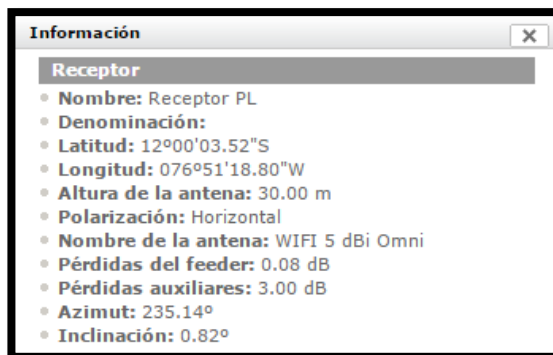 Información
Receptor
Nombre: Receptor PL
Denominación:
Latitud: 12º00'03.52"S
Longitud: 076º51'18.80"W
Altura de la antena: 30.00 m
Polarización: Horizontal
Nombre de la antena: WIFI 5 dBi Omni
Pérdidas del feeder: 0.08 dB
Pérdidas auxiliares: 3.00 dB
Azimut: 235.14º
Inclinación: 0.82º